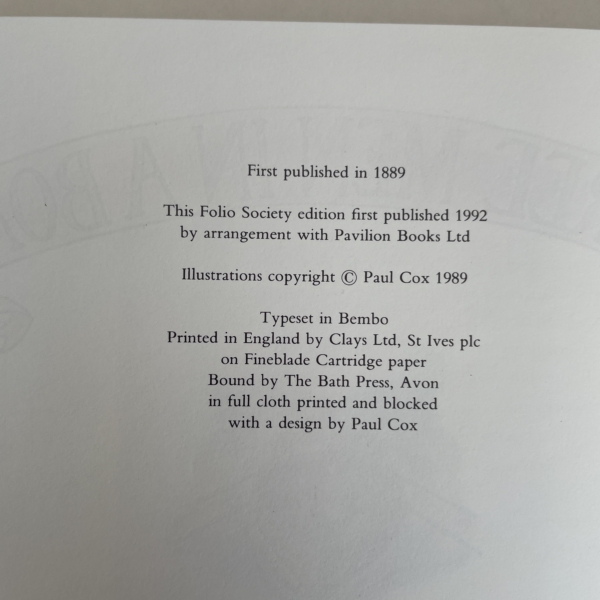 First published in 1889
This Folio Society edition first published 1992
by arrangement with Pavilion Books Ltd
Illustrations copyright © Paul Cox 1989
Typeset in Bembo
Printed in England by Clays Ltd, St Ives plc
on Fineblade Cartridge paper
Bound by The Bath Press, Avon
in full cloth printed and blocked
with a design by Paul Cox